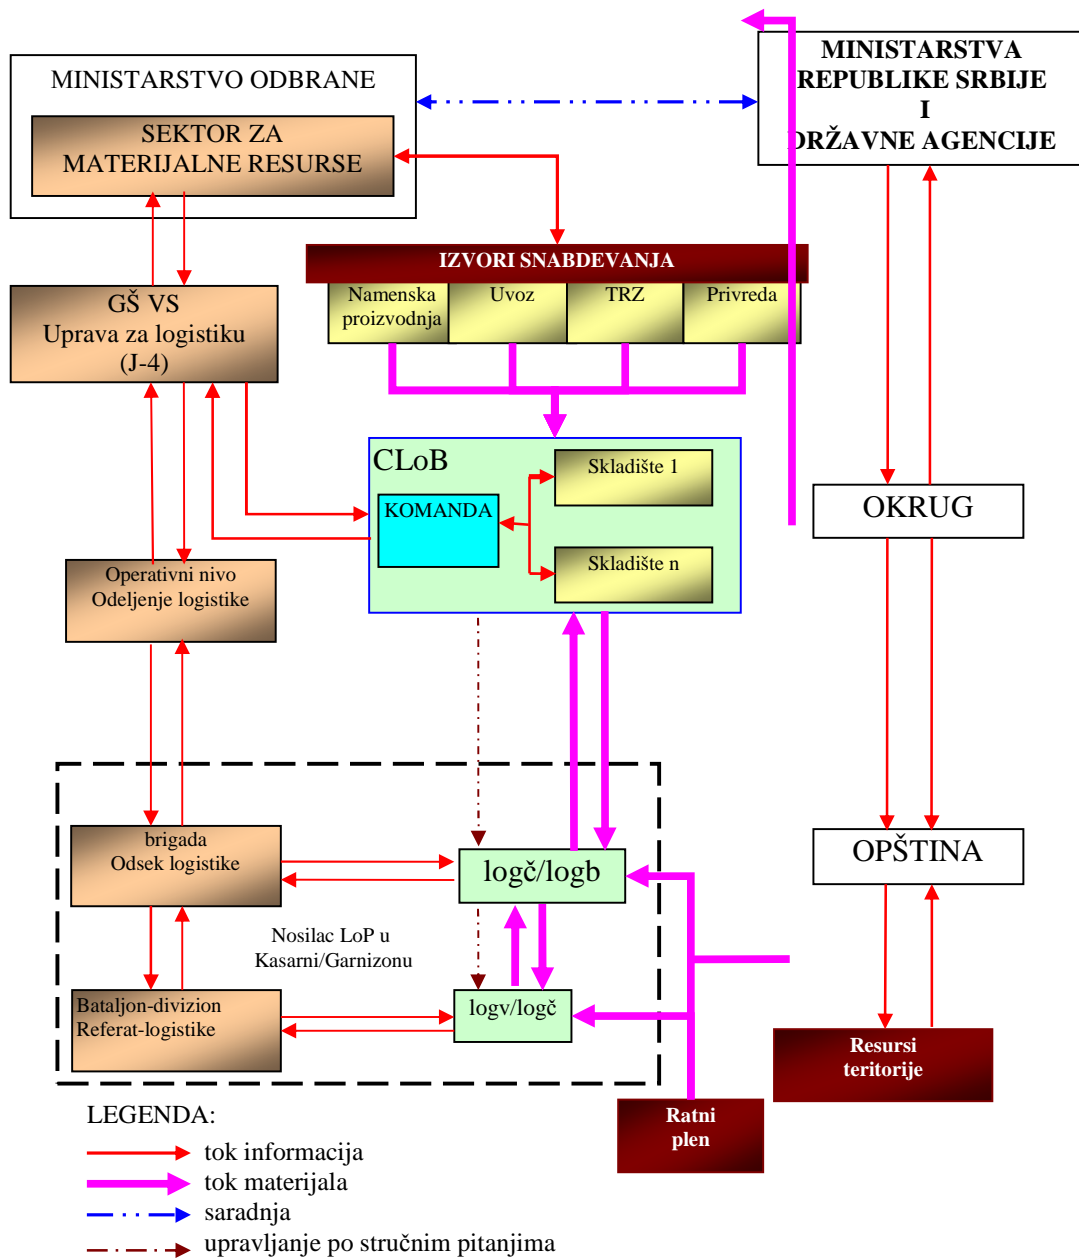 MINISTARSTVO ODBRANE
SEKTOR ZA
MATERIJALNE RESURSE
MINISTARSTVA
REPUBLIKE SRBIJE
I
DRŽAVNE AGENCIJE
IZVORI SNABDEVANJA
Namenska
proizvodnja
Uvoz
TRZ
Privreda
GŠ VS
Uprava za logistiku
(J-4)
CLoB
KOMANDA
Skladište 1
Skladište n
OKRUG
Operativni nivo
Odeljenje logistike
brigada
Odsek logistike
logč/logb
OPŠTINA
Nosilac LoP u
Kasarni/Garnizonu
Bataljon-divizion
Referat-logistike
logv/logč
Resursi
teritorije
Ratni
plen
LEGENDA:
tok informacija
tok materijala
saradnja
upravljanje po stručnim pitanjima